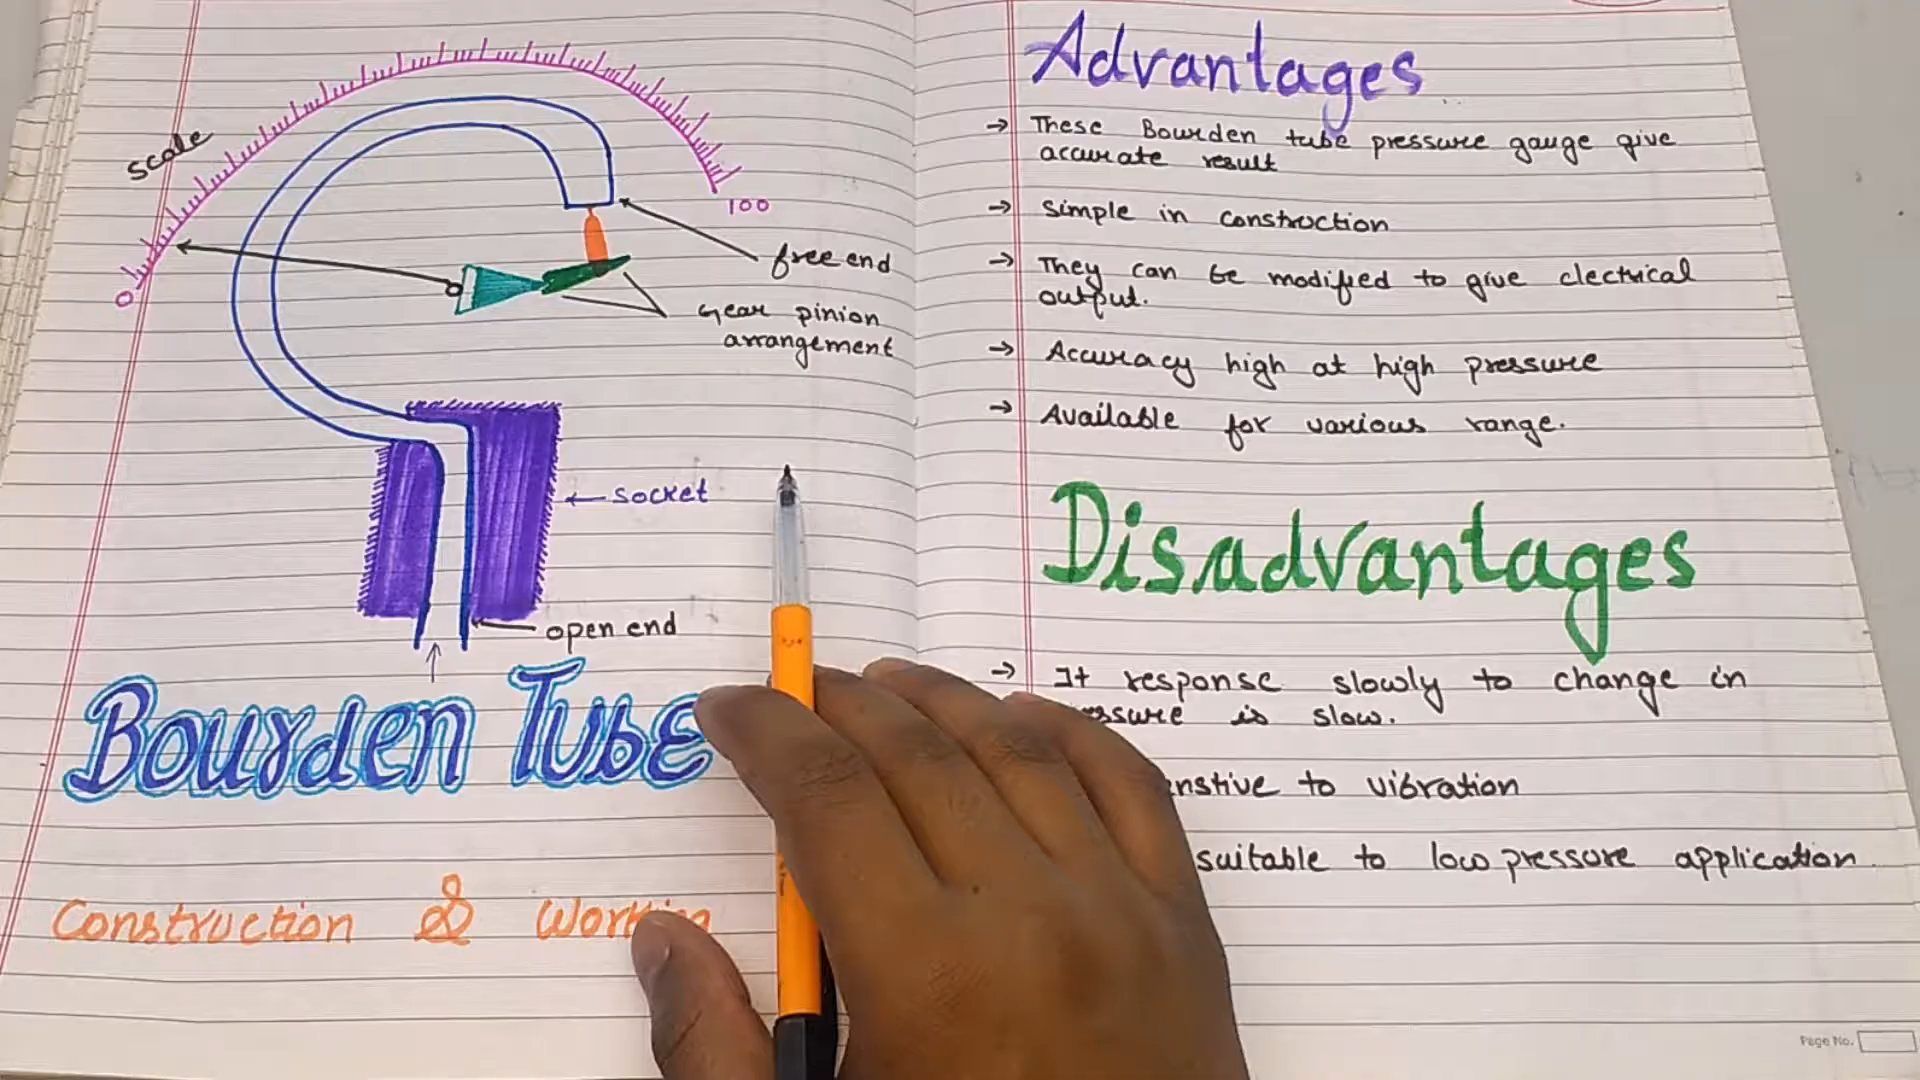 scale
0
100
free end
Gear pinion
arrangement
socket
open end
Bourden Tube
Construction & Workin
Advantages
→ These Bourden tube pressure gauge give
accurate result
→ Simple in construction
→ They can be modified to give electrical
output.
→ Accuracy high at high pressure
→ Available for various range.
Disadvantages
→ It response slowly to change in
ssure is slow.
nstive to vibration
suitable to low pressure application.
Page No.